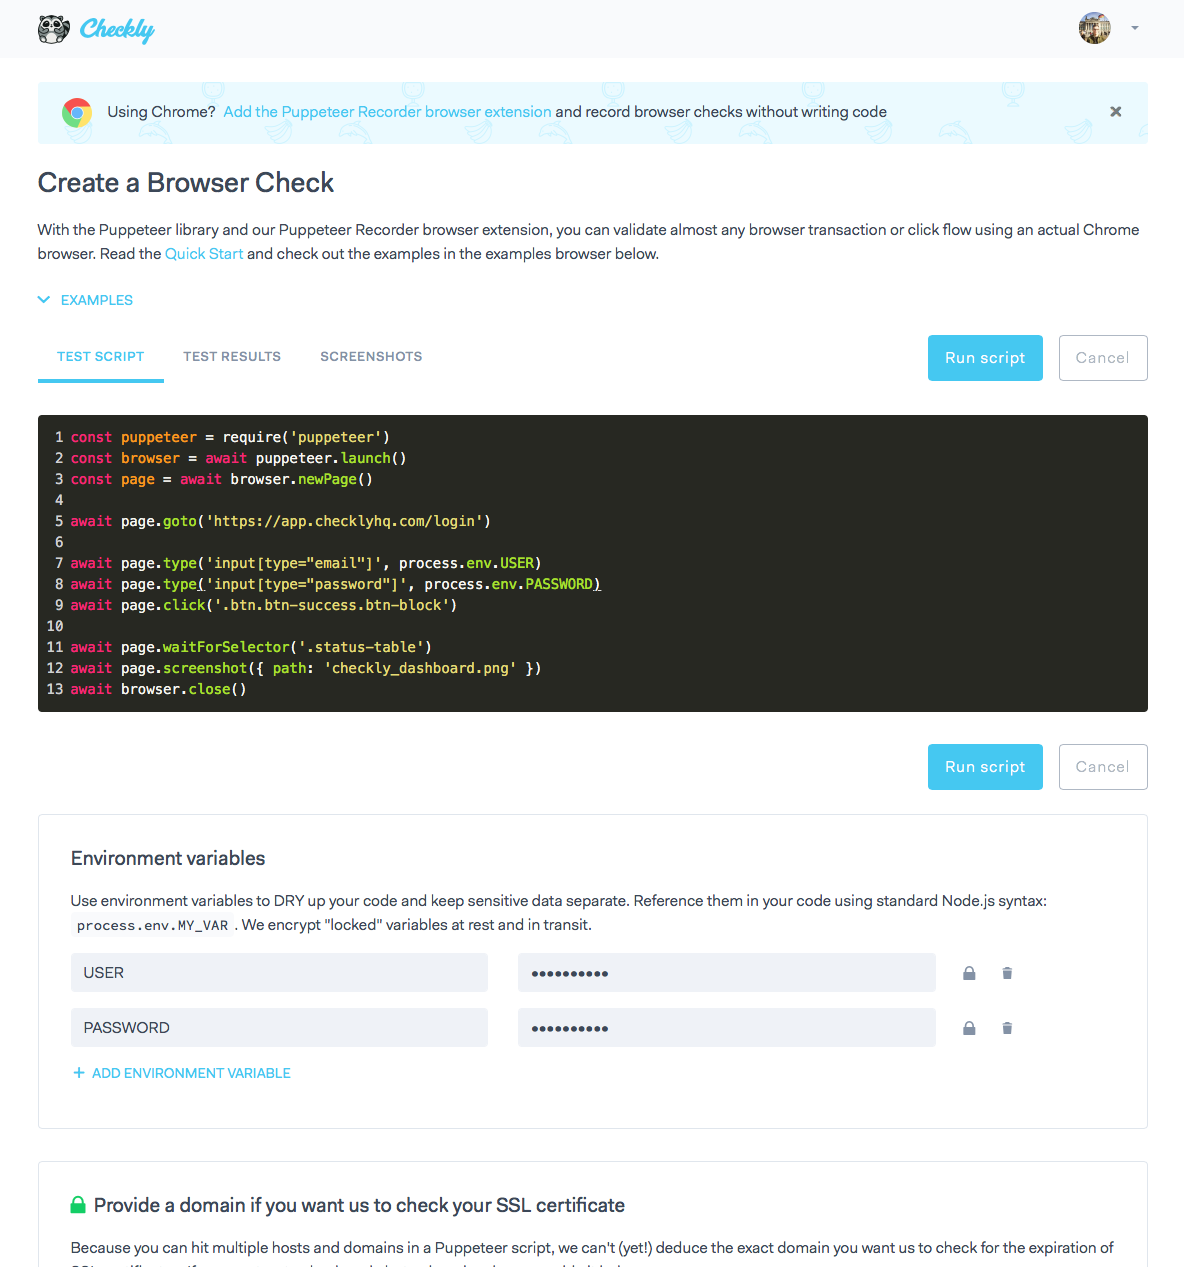 Checkly
Using Chrome? Add the Puppeteer Recorder browser extension and record browser checks without writing code
Create a Browser Check
With the Puppeteer library and our Puppeteer Recorder browser extension, you can validate almost any browser transaction or click flow using an actual Chrome
browser. Read the Quick Start and check out the examples in the examples browser below.
EXAMPLES
TEST SCRIPT TEST RESULTS SCREENSHOTS Run script Cancel
1 const puppeteer = require('puppeteer')
2 const browser = await puppeteer.launch()
3 const page = await browser.newPage()
4
5 await page.goto('https://app.checklyhq.com/login')
6
7 await page.type('input[type="email"]', process.env.USER)
8 await page.type('input[type="password"]', process.env.PASSWORD)
9 await page.click('.btn.btn-success.btn-block')
10
11 await page.waitForSelector('.status-table')
12 await page.screenshot({ path: 'checkly_dashboard.png' })
13 await browser.close()
Run script Cancel
Environment variables
Use environment variables to DRY up your code and keep sensitive data separate. Reference them in your code using standard Node.js syntax:
process.env.MY_VAR . We encrypt "locked" variables at rest and in transit.
USER ••••••••••
PASSWORD ••••••••••
+ ADD ENVIRONMENT VARIABLE
Provide a domain if you want us to check your SSL certificate
Because you can hit multiple hosts and domains in a Puppeteer script, we can't (yet!) deduce the exact domain you want us to check for the expiration of